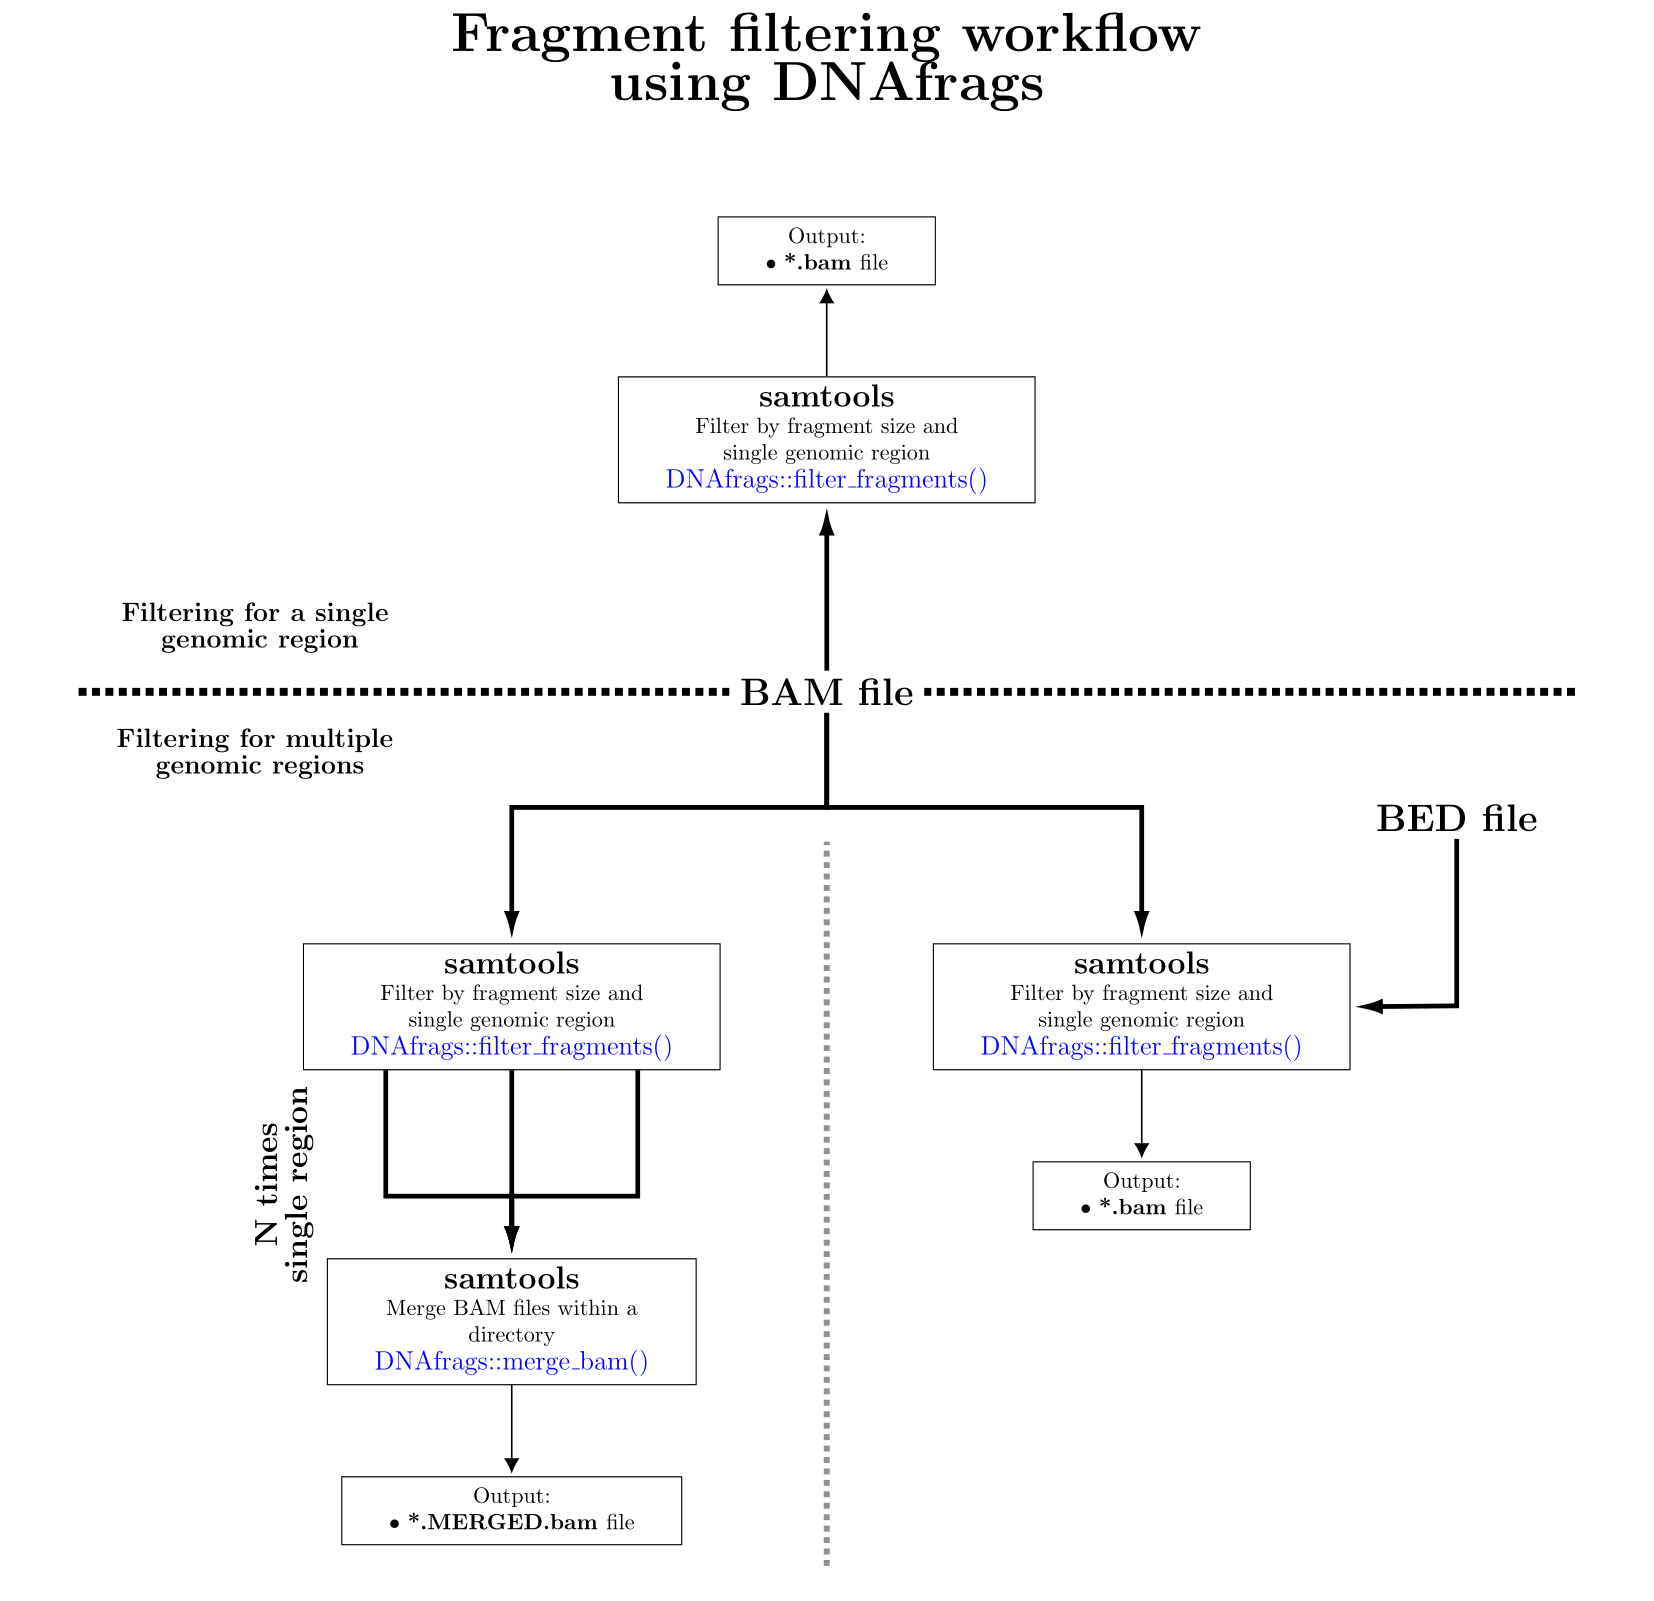 Fragment filtering workflow
using DNAfrags
Output:
• *.bam file
samtools
Filter by fragment size and
single genomic region
DNAfrags::filter_fragments()
Filtering for a single
genomic region
BAM file
Filtering for multiple
genomic regions
BED file
samtools
Filter by fragment size and
single genomic region
DNAfrags::filter_fragments()
samtools
Filter by fragment size and
single genomic region
DNAfrags::filter_fragments()
N times
single region
Output:
• *.bam file
samtools
Merge BAM files within a
directory
DNAfrags::merge_bam()
Output:
• *.MERGED.bam file